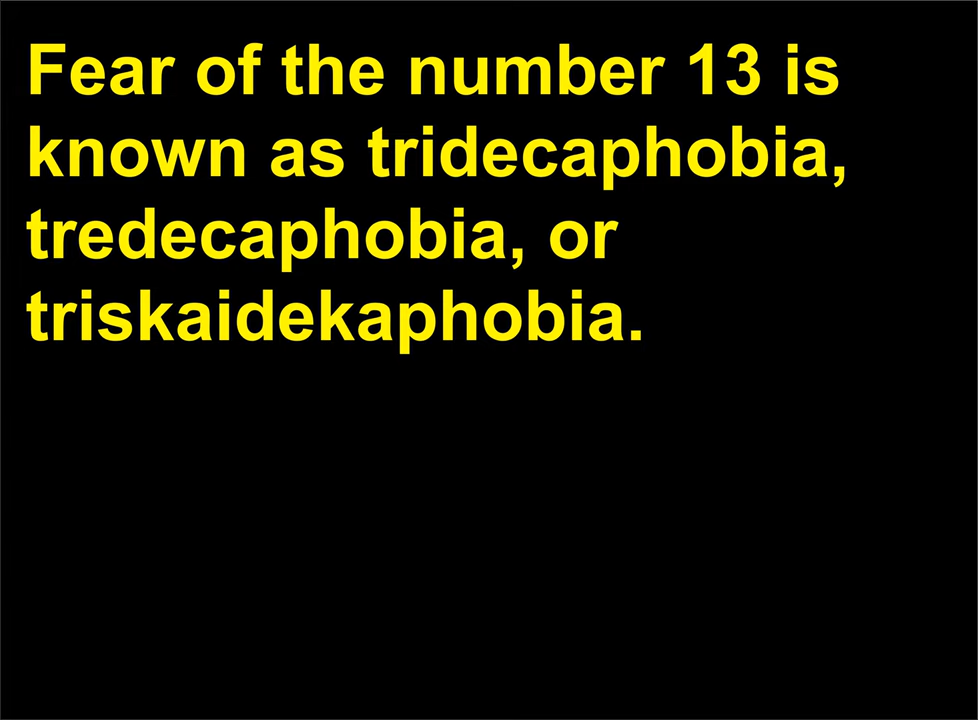 Fear of the number 13 is
known as tridecaphobia,
tredecaphobia, or
triskaidekaphobia.